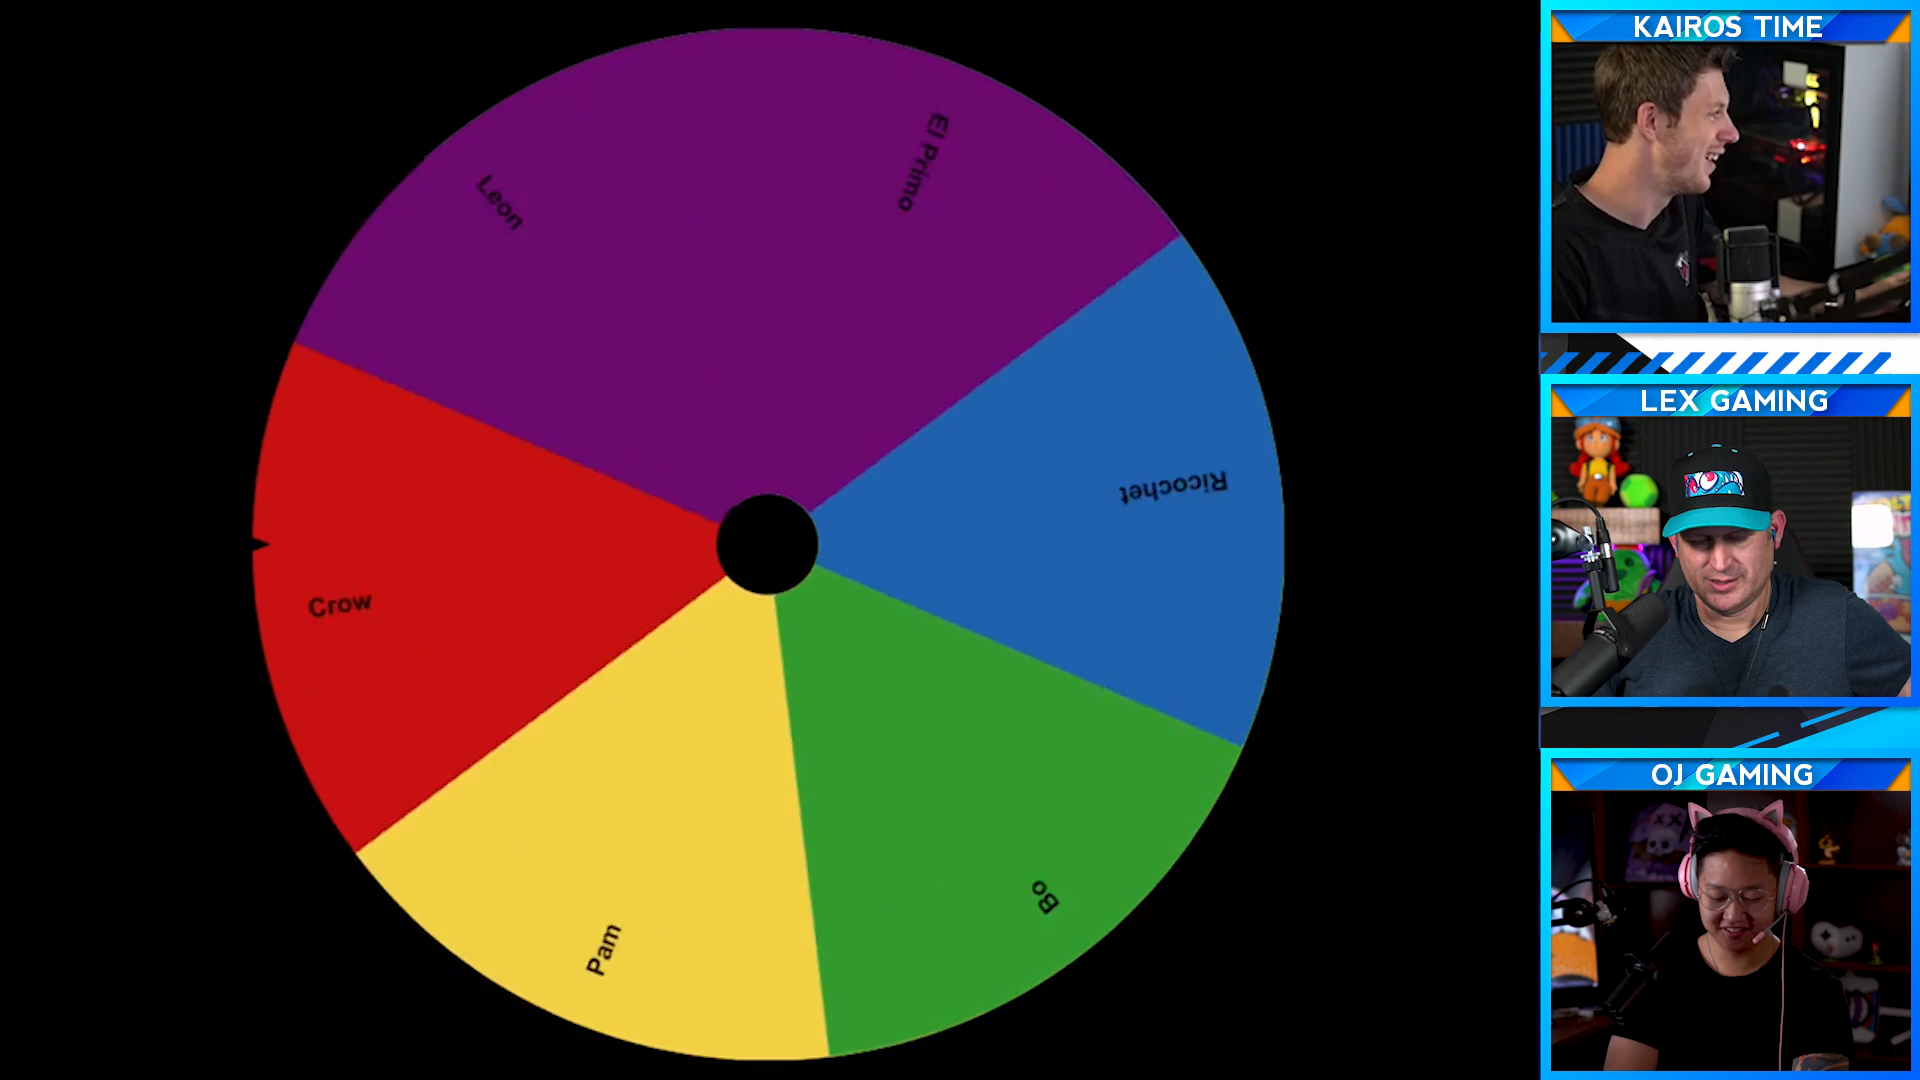 Leon
El Primo
Ricochet
Crow
Bo
Pam
KAIROS TIME
LEX GAMING
OJ GAMING